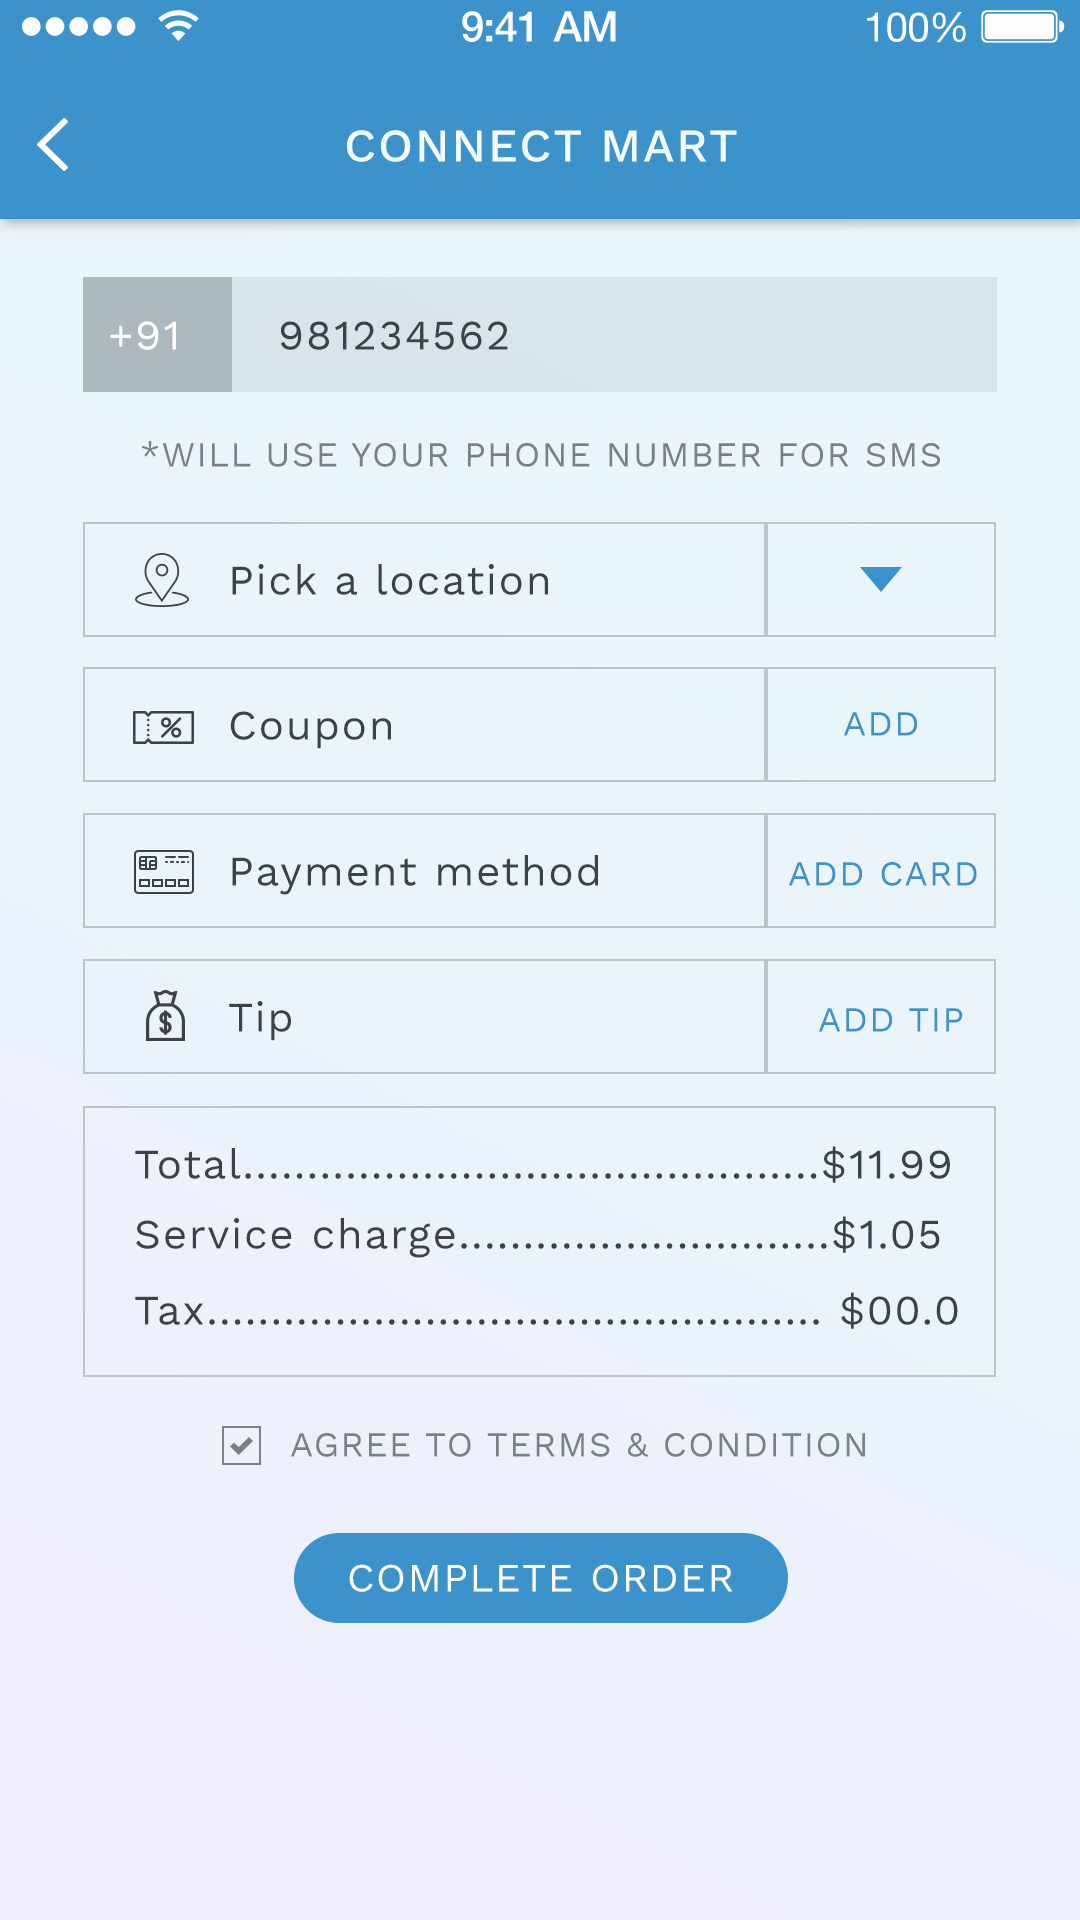 9:41 AM 100%
CONNECT MART
+91 981234562
*WILL USE YOUR PHONE NUMBER FOR SMS
Pick a location
% Coupon ADD
Payment method ADD CARD
$ Tip ADD TIP
Total.............................................$11.99
Service charge.............................$1.05
Tax................................................ $00.0
AGREE TO TERMS & CONDITION
COMPLETE ORDER